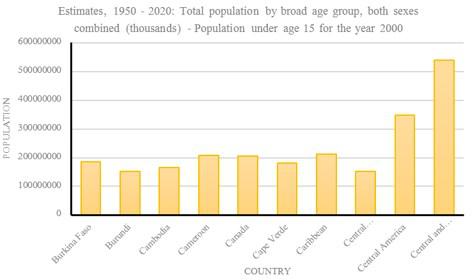 Estimates, 1950 - 2020: Total population by broad age group, both sexes
combined (thousands) - Population under age 15 for the year 2000
600000000
500000000
400000000
300000000
200000000
100000000
0
POPULATION
Burkina Faso
Burundi
Cambodia
Cameroon
Canada
Cape Verde
Caribbean
Central…
Central America
Central and…
COUNTRY